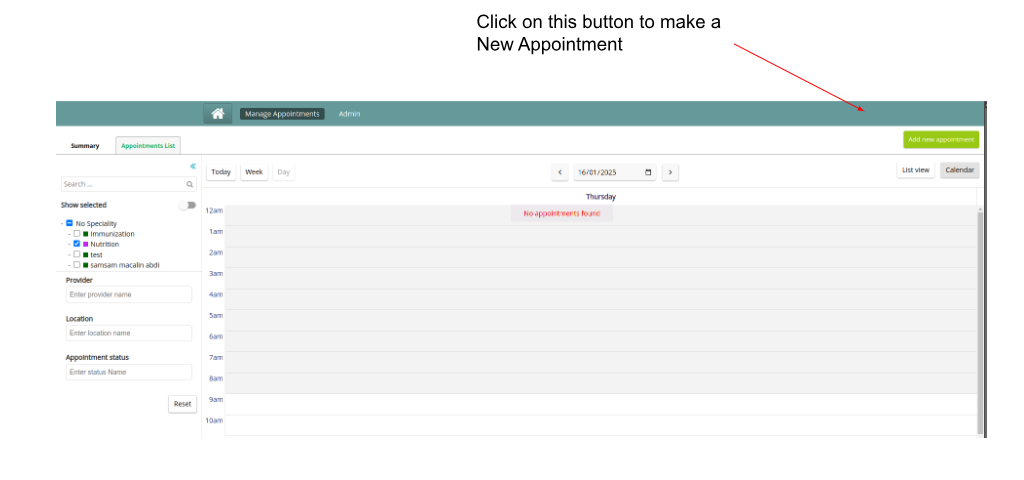 Click on this button to make a
New Appointment
Manage Appointments
Admin
Add new appointment
Summary
Appointments List
Today
Week
Day
16/01/2025
List view
Calendar
Search ...
Show selected
No Speciality
Immunization
Nutrition
test
samsam macalin abdi
Provider
Enter provider name
Location
Enter location name
Appointment status
Enter status Name
Reset
Thursday
No appointments found
12am
1am
2am
3am
4am
5am
6am
7am
8am
9am
10am